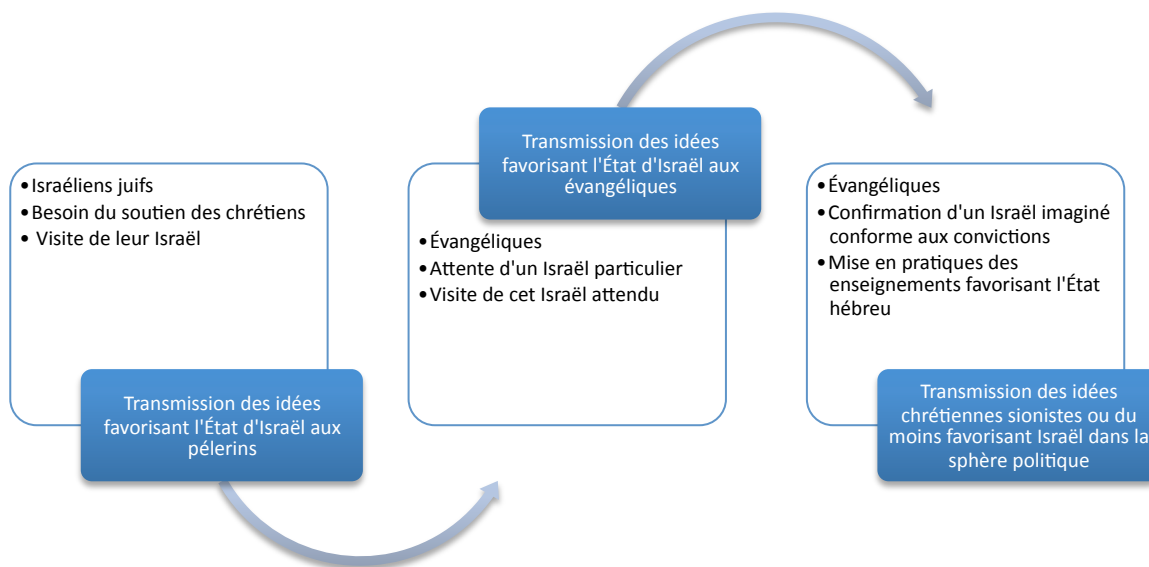 • Israéliens juifs
• Besoin du soutien des chrétiens
• Visite de leur Israël
Transmission des idées
favorisant l'État d'Israël aux
pélerins
Transmission des idées
favorisant l'État d'Israël aux
évangéliques
• Évangéliques
• Attente d'un Israël particulier
• Visite de cet Israël attendu
• Évangéliques
• Confirmation d'un Israël imaginé
conforme aux convictions
• Mise en pratiques des
enseignements favorisant l'État
hébreu
Transmission des idées
chrétiennes sionistes ou du
moins favorisant Israël dans la
sphère politique